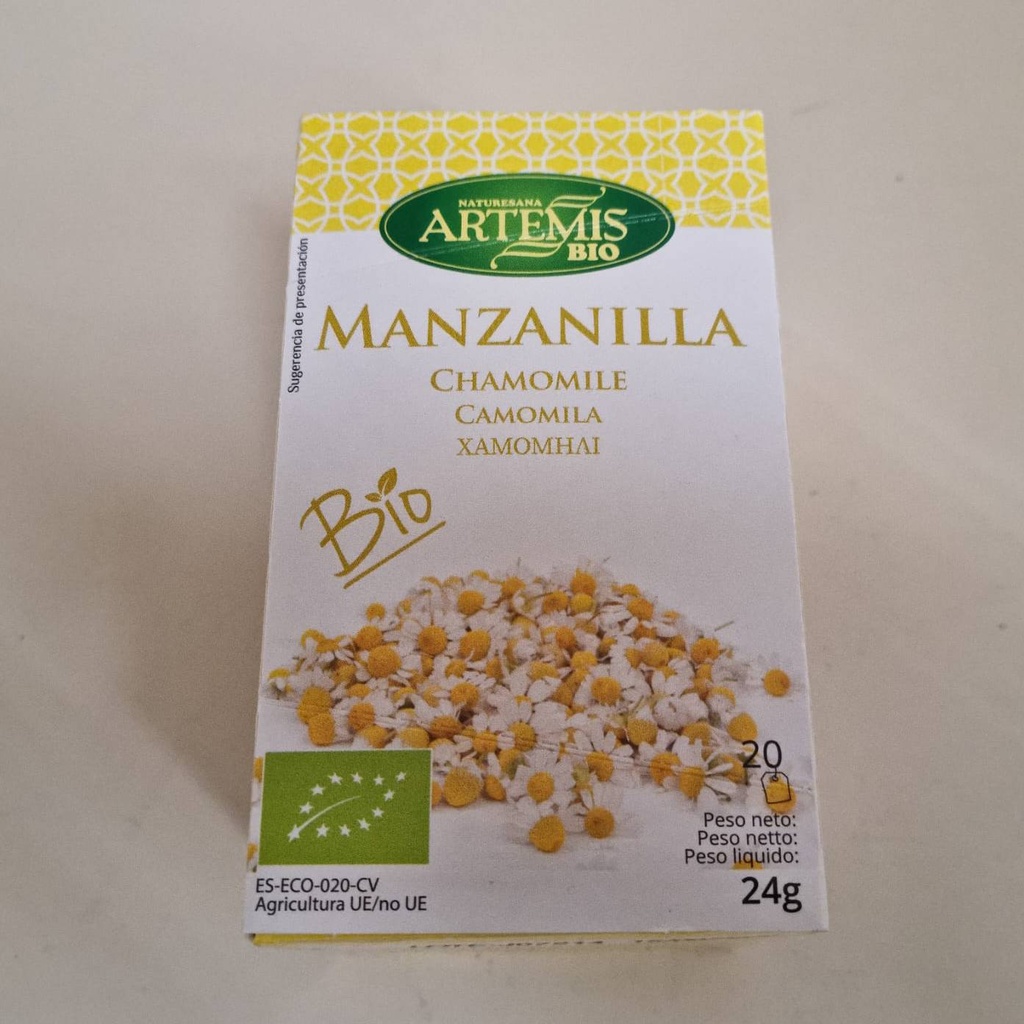 NATURESANA
ARTEMIS
BIO
Sugerencia de presentación
MANZANILLA
CHAMOMILE
CAMOMILA
ΧΑΜΟΜΗΛΙ
Bio
20
Peso neto:
Peso netto:
Peso liquido:
24g
ES-ECO-020-CV
Agricultura UE/no UE